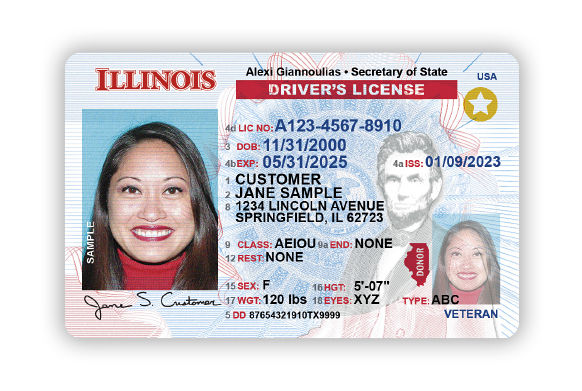 ILLINOIS
Alexi Giannoulias • Secretary of State
USA
DRIVER'S LICENSE
4d LIC NO: A123-4567-8910
3 DOB: 11/31/2000
4b EXP: 05/31/2025 4a ISS: 01/09/2023
1 CUSTOMER
2 JANE SAMPLE
8 1234 LINCOLN AVENUE
SPRINGFIELD, IL 62723
9 CLASS: AEIOU 9a END: NONE
12 REST: NONE
SAMPLE
DONOR
15 SEX: F 16 HGT: 5'-07"
17 WGT: 120 lbs 18 EYES: XYZ TYPE: ABC
5 DD 87654321910TX9999
VETERAN
Jane S. Customer